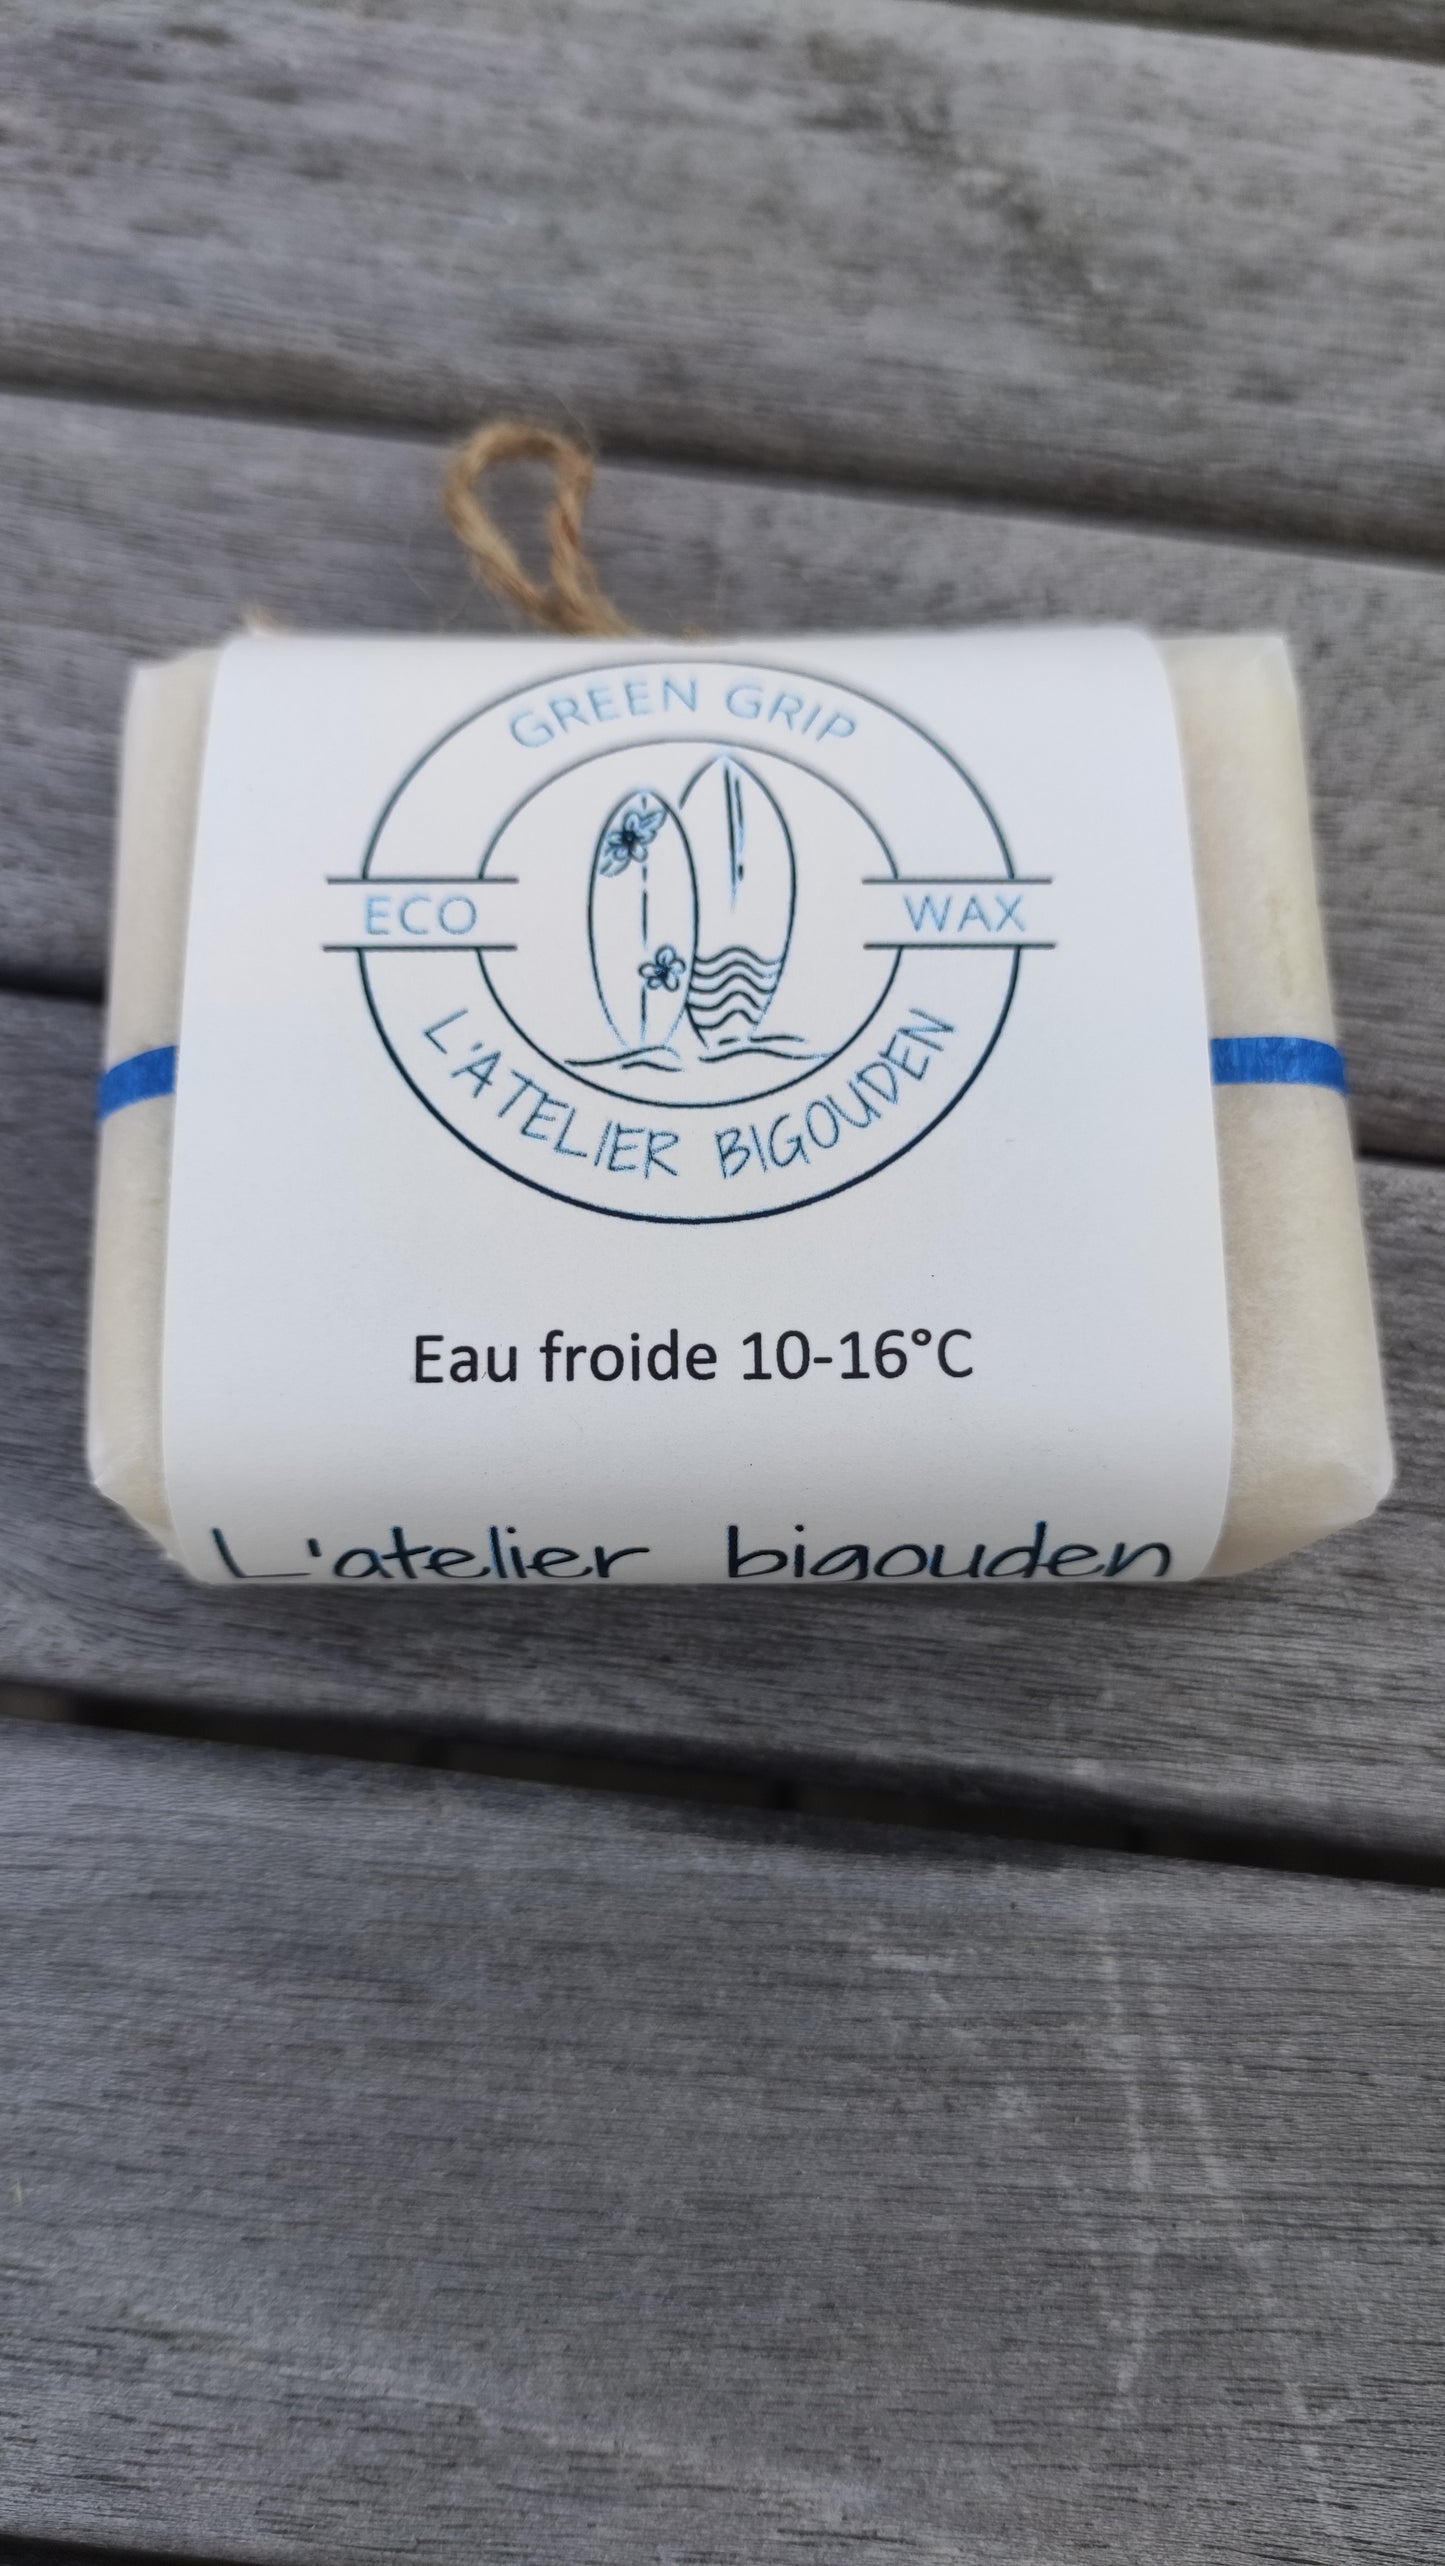 GREEN GRIP
ECO WAX
L'ATELIER BIGOUDEN
Eau froide 10-16°C
L'atelier bigouden